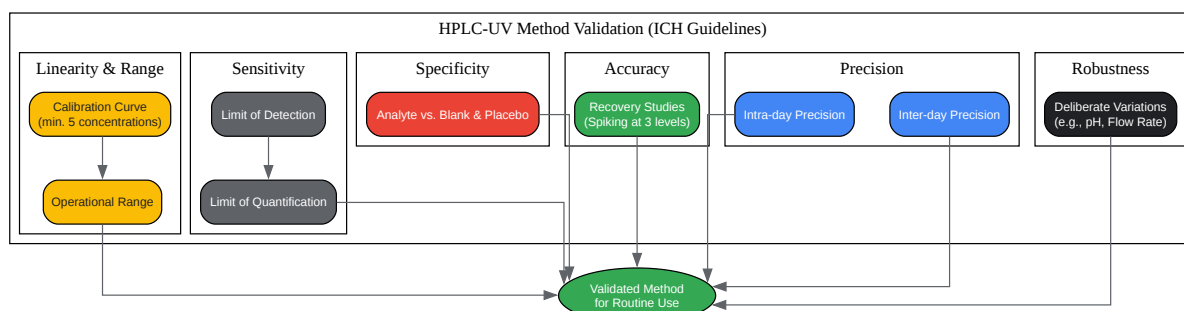 HPLC-UV Method Validation (ICH Guidelines)
Linearity & Range
Sensitivity
Specificity
Accuracy
Precision
Robustness
Calibration Curve
(min. 5 concentrations)
Limit of Detection
Analyte vs. Blank & Placebo
Recovery Studies
(Spiking at 3 levels)
Intra-day Precision
Inter-day Precision
Deliberate Variations
(e.g., pH, Flow Rate)
Operational Range
Limit of Quantification
Validated Method
for Routine Use